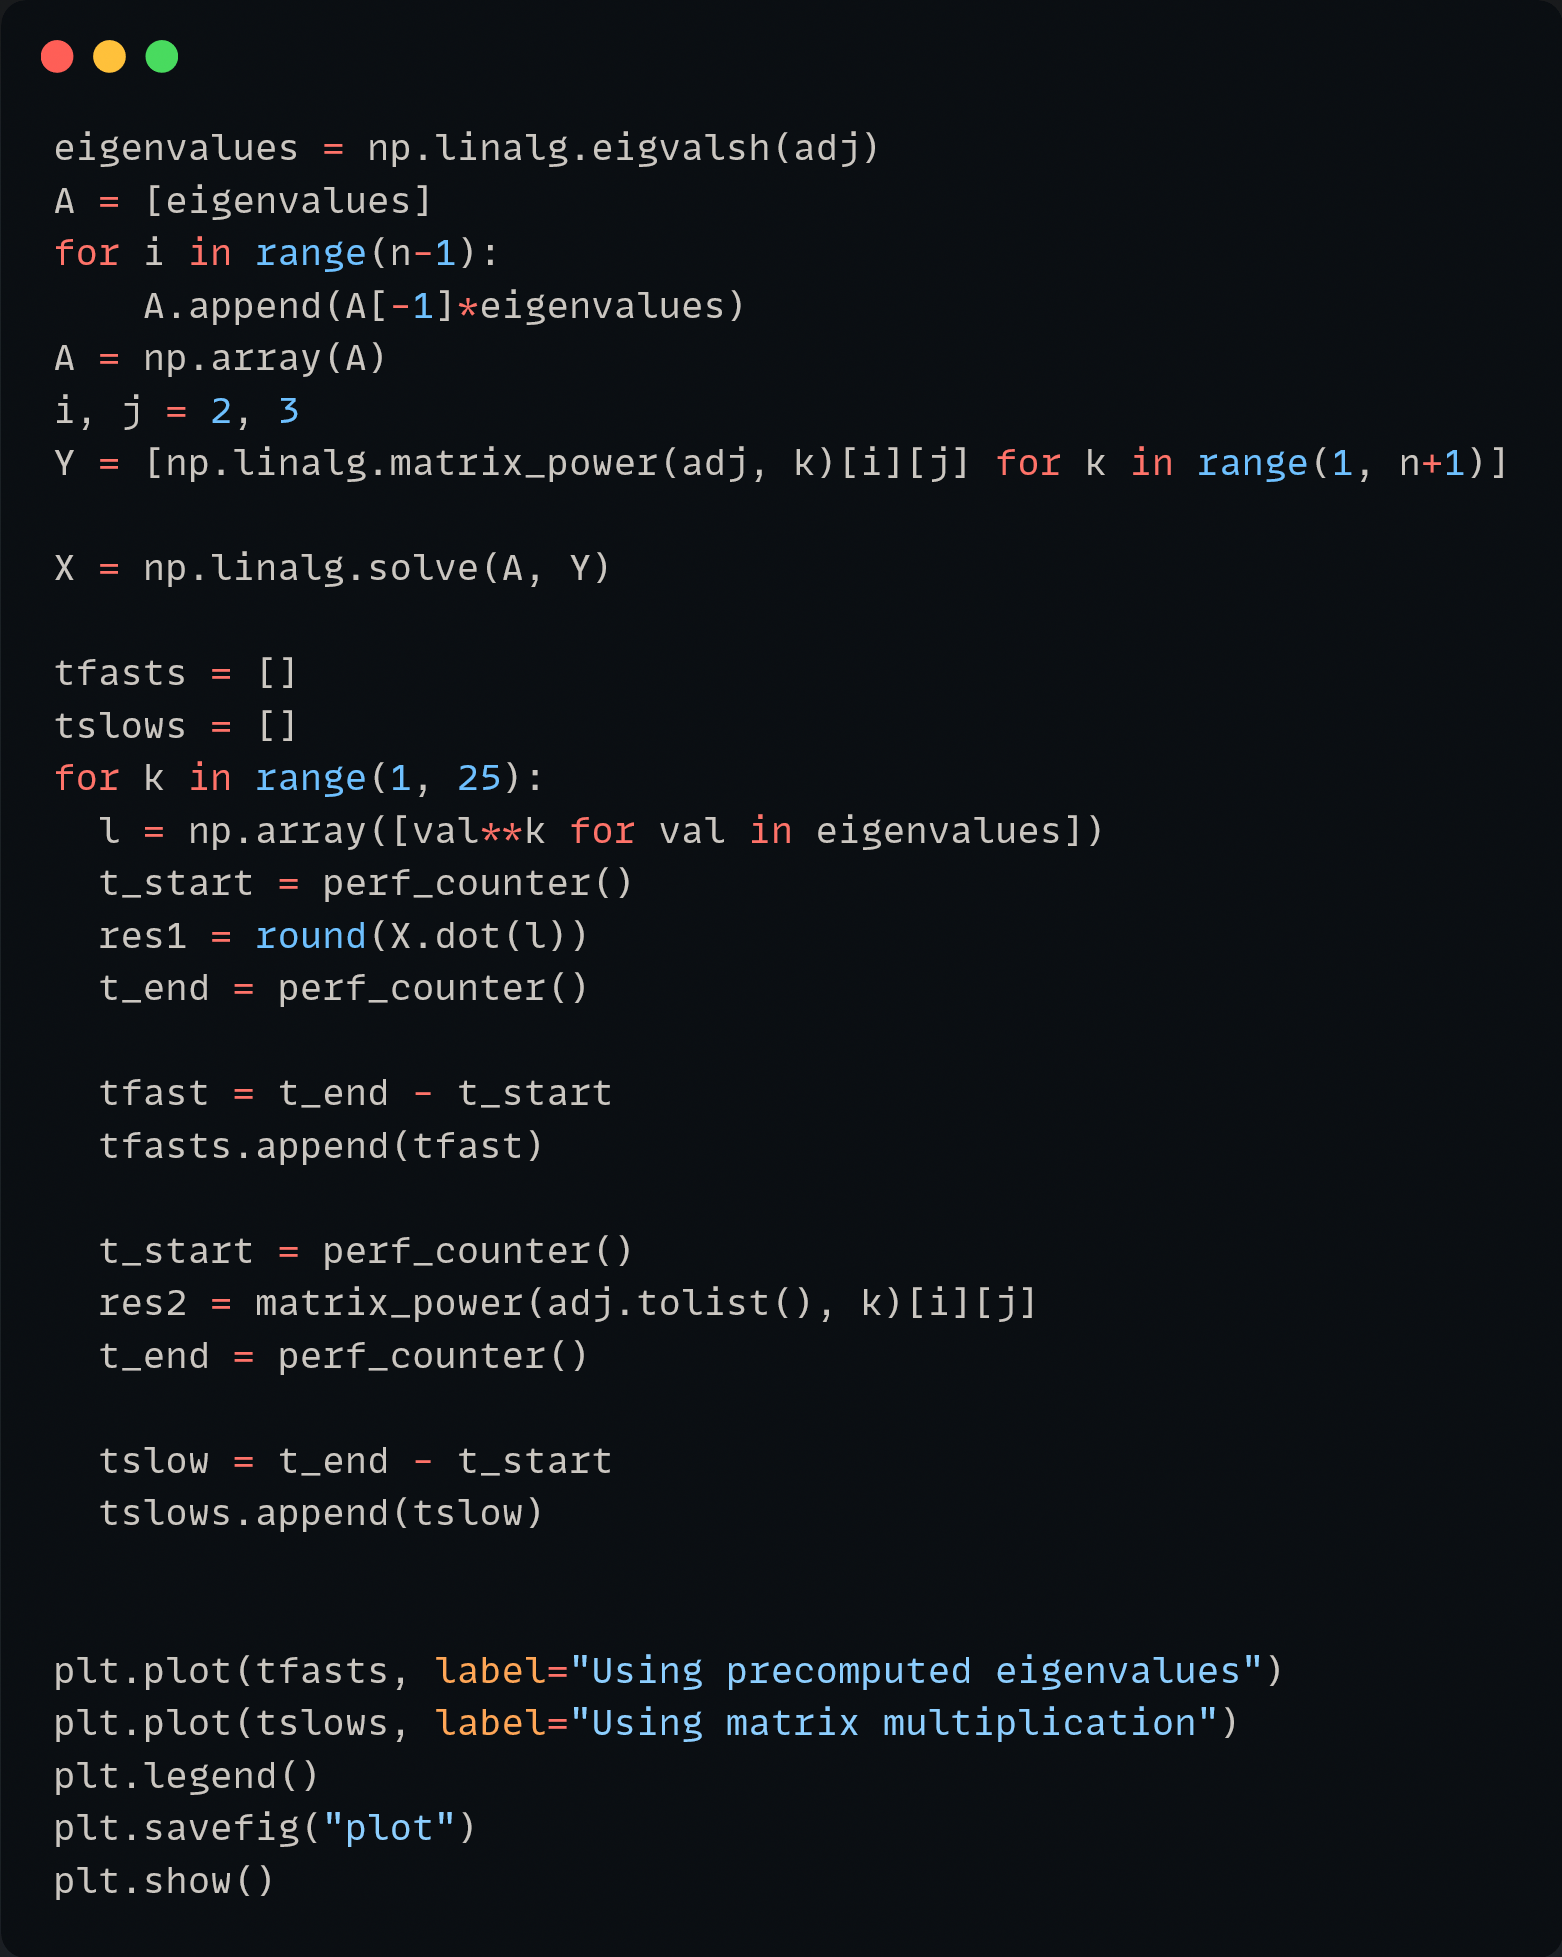 eigenvalues = np.linalg.eigvalsh(adj)
A = [eigenvalues]
for i in range(n-1):
    A.append(A[-1]*eigenvalues)
A = np.array(A)
i, j = 2, 3
Y = [np.linalg.matrix_power(adj, k)[i][j] for k in range(1, n+1)]

X = np.linalg.solve(A, Y)

tfasts = []
tslows = []
for k in range(1, 25):
  l = np.array([val**k for val in eigenvalues])
  t_start = perf_counter()
  res1 = round(X.dot(l))
  t_end = perf_counter()

  tfast = t_end - t_start
  tfasts.append(tfast)

  t_start = perf_counter()
  res2 = matrix_power(adj.tolist(), k)[i][j]
  t_end = perf_counter()

  tslow = t_end - t_start
  tslows.append(tslow)


plt.plot(tfasts, label="Using precomputed eigenvalues")
plt.plot(tslows, label="Using matrix multiplication")
plt.legend()
plt.savefig("plot")
plt.show()